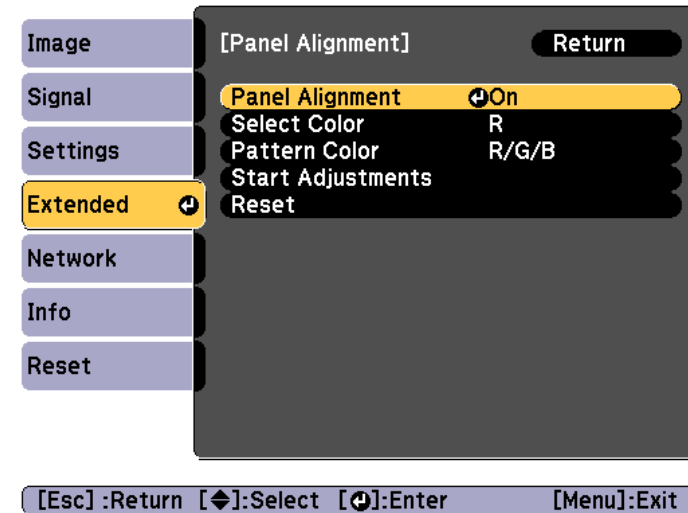 Image
Signal
Settings
Extended
Network
Info
Reset
[Panel Alignment] Return
Panel Alignment On
Select Color R
Pattern Color R/G/B
Start Adjustments
Reset
[Esc] :Return [ ]:Select [ ]:Enter [Menu]:Exit